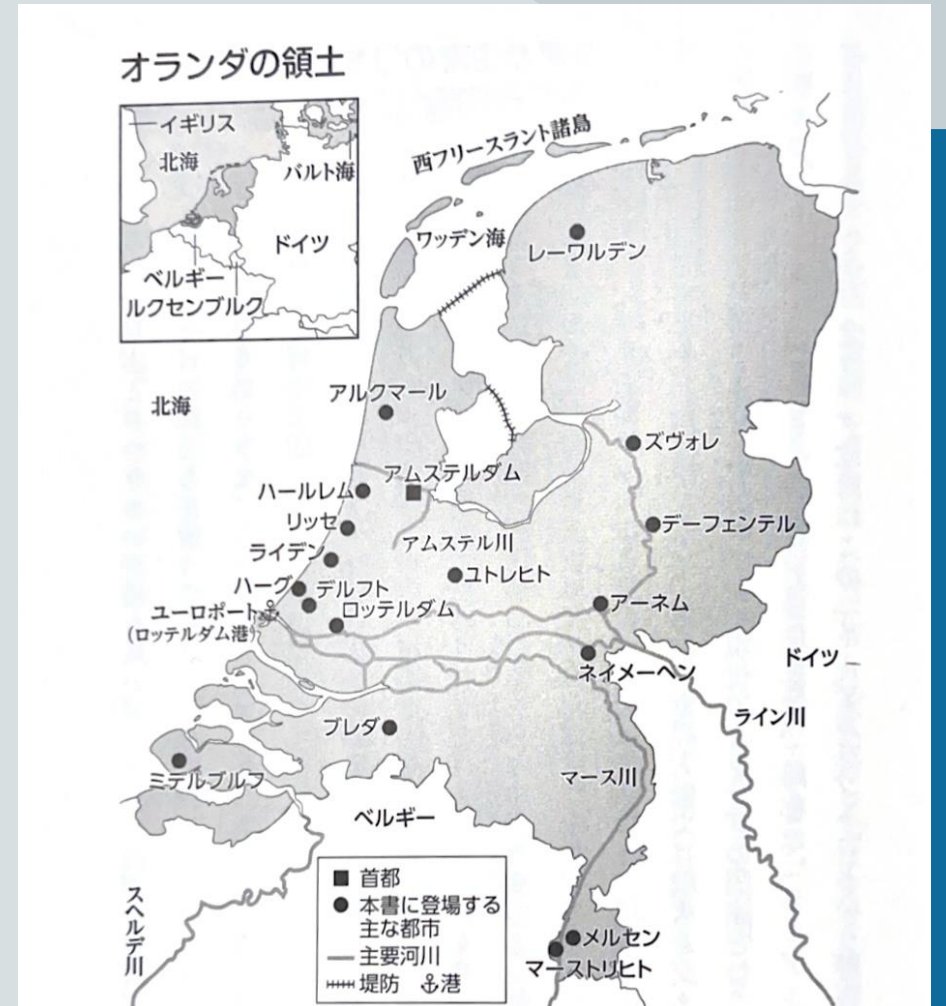 オランダの領土
イギリス
北海
バルト海
ドイツ
ベルギー
ルクセンブルク
西フリースラント諸島
ワッデン海
レーワルデン
北海
アルクマール
ズヴォレ
アムステルダム
ハールレム
リッセ
デーフェンテル
アムステル川
ライデン
ユトレヒト
ハーグ
デルフト
アーネム
ユーロポート
(ロッテルダム港)
ロッテルダム
ドイツ
ネイメーヘン
ライン川
ブレダ
ミデルブルフ
マース川
ベルギー
スヘルデ川
首都
本書に登場する
主な都市
主要河川
堤防 港
メルセン
マーストリヒト